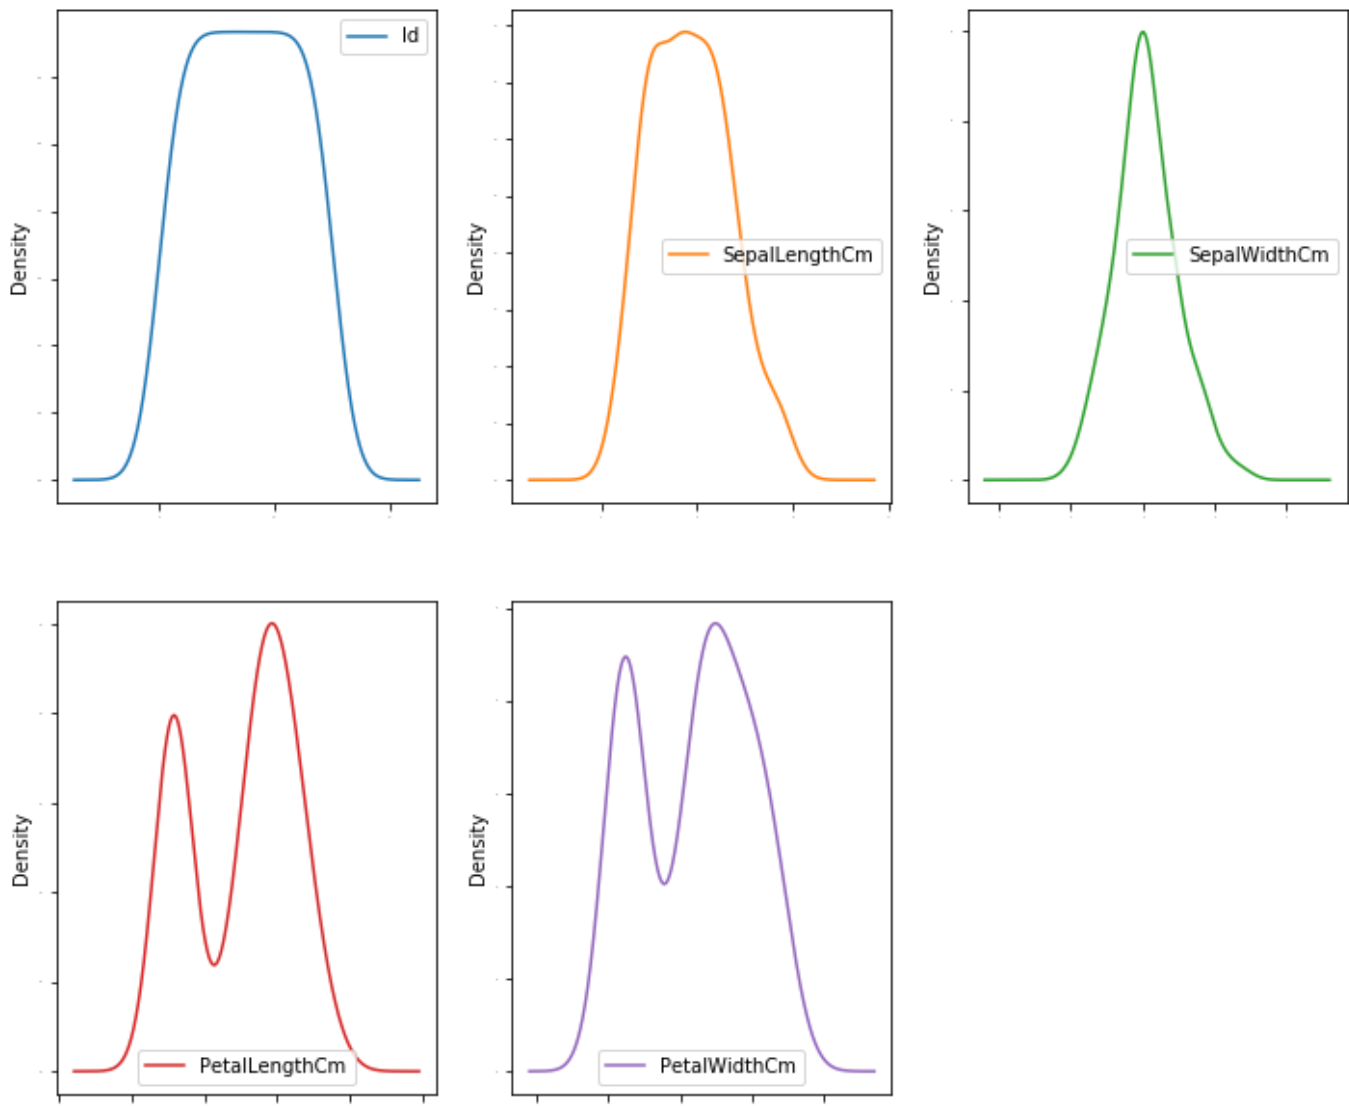 Id
Density
SepalLengthCm
Density
SepalWidthCm
Density
PetalLengthCm
Density
PetalWidthCm
Density